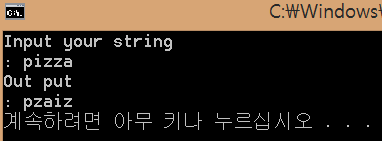 C:\Windows\
Input your string
: pizza
Out put
: pzaiz
계속하려면 아무 키나 누르십시오 . . .